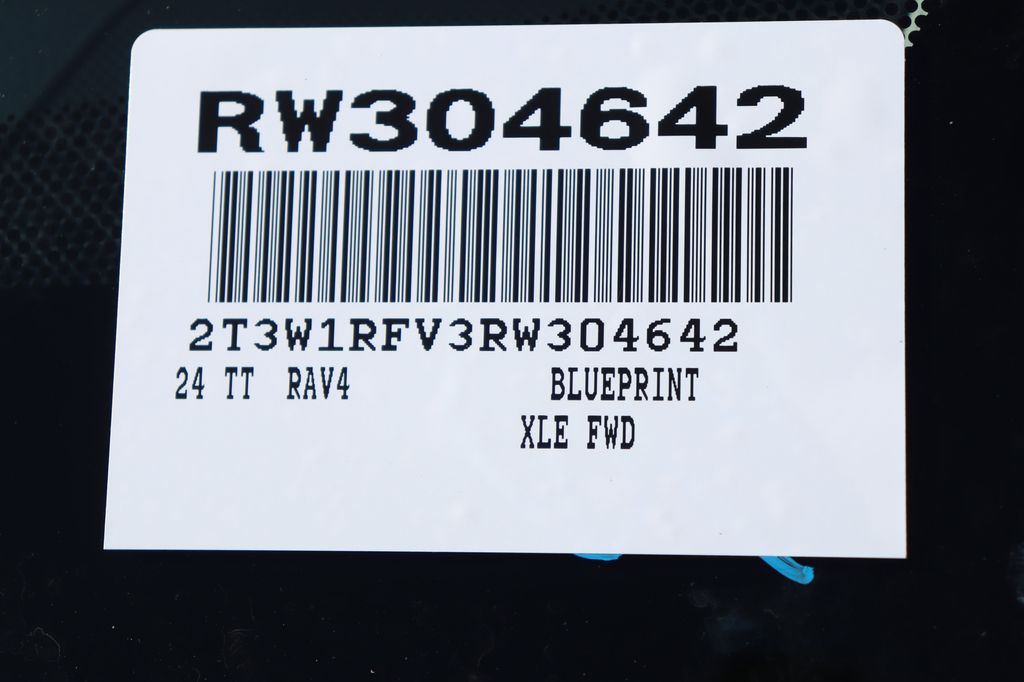 RW304642
2T3W1RFV3RW304642
24 TT RAV4 BLUEPRINT
XLE FWD